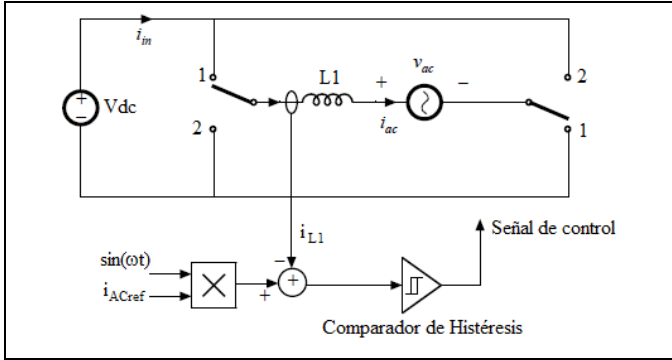 i_in
1
2
L1
+
v_ac
−
2
1
+
−
Vdc
i_ac
i_L1
Señal de control
sin(ωt)
i_ACref
×
−
+
+
Comparador de Histéresis